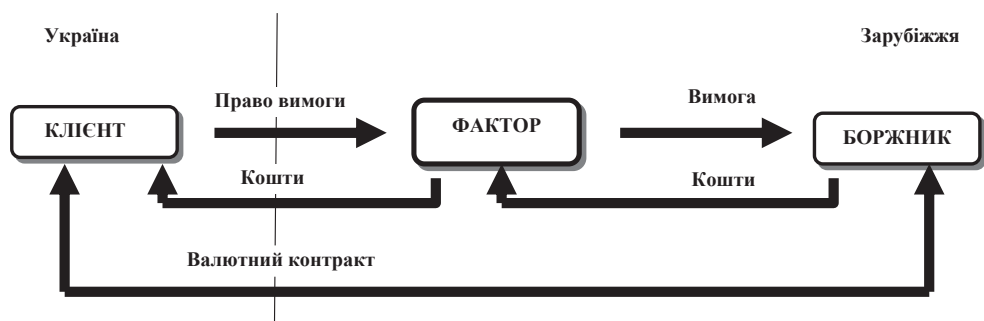 Україна
Зарубіжжя
Право вимоги
Вимога
КЛІЄНТ
ФАКТОР
БОРЖНИК
Кошти
Кошти
Валютний контракт